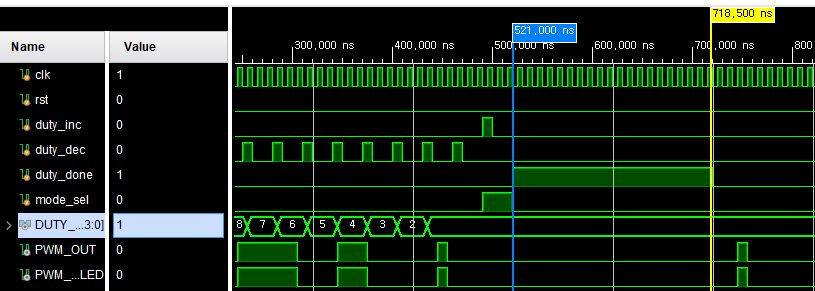 718,500 ns
521,000 ns
Name Value
300,000 ns 400,000 ns 500,000 ns 600,000 ns 700,000 ns 800
clk 1
rst 0
duty_inc 0
duty_dec 0
duty_done 1
mode_sel 0
DUTY_...3:0] 1 8 7 6 5 4 3 2
PWM_OUT 0
PWM_...LED 0